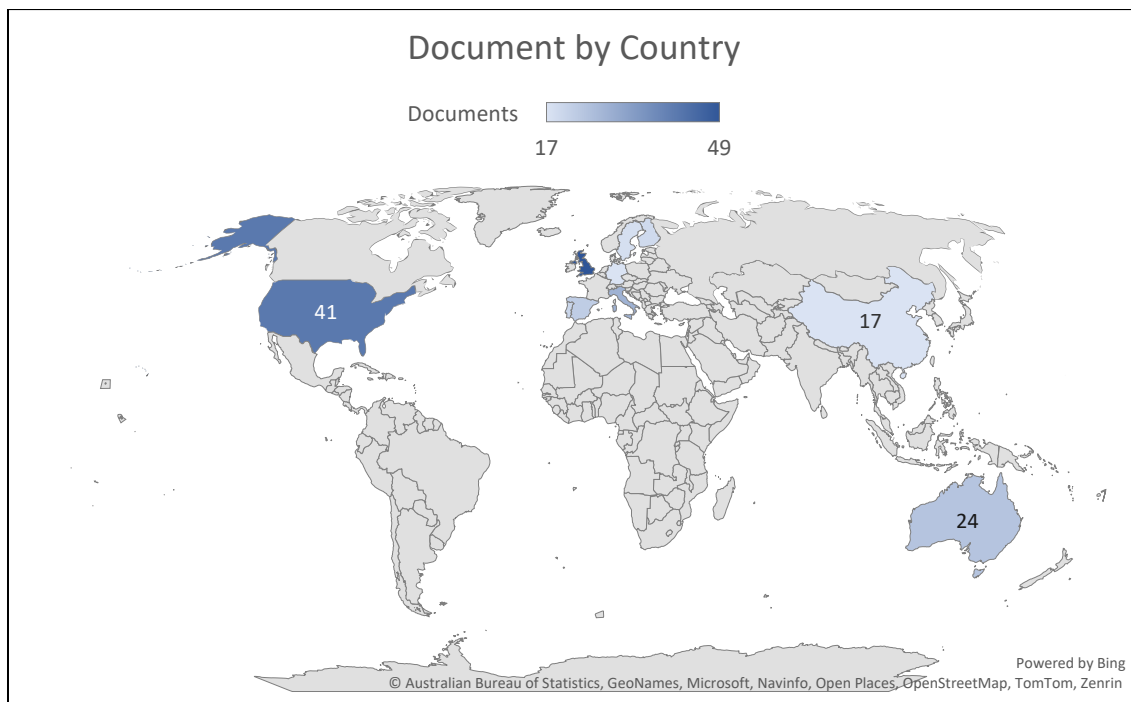 Document by Country
Documents
17 49
41
17
24
Powered by Bing
© Australian Bureau of Statistics, GeoNames, Microsoft, Navinfo, Open Places, OpenStreetMap, TomTom, Zenrin